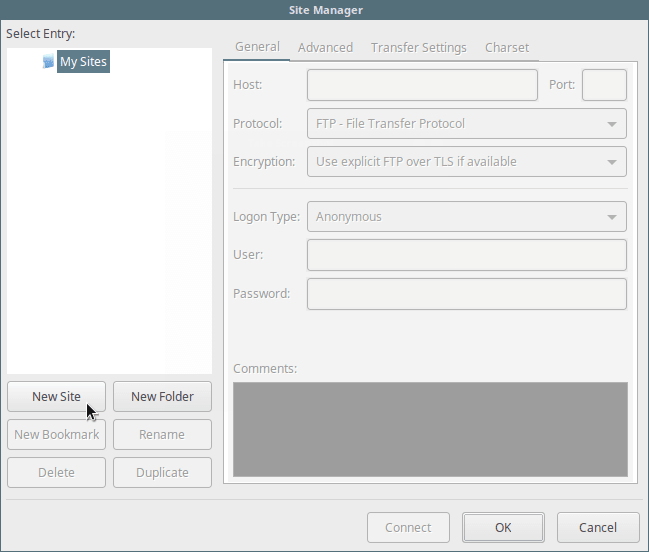 Site Manager
Select Entry:
My Sites
General Advanced Transfer Settings Charset
Host: Port:
Protocol: FTP - File Transfer Protocol
Encryption: Use explicit FTP over TLS if available
Logon Type: Anonymous
User:
Password:
Comments:
New Site New Folder
New Bookmark Rename
Delete Duplicate
Connect OK Cancel